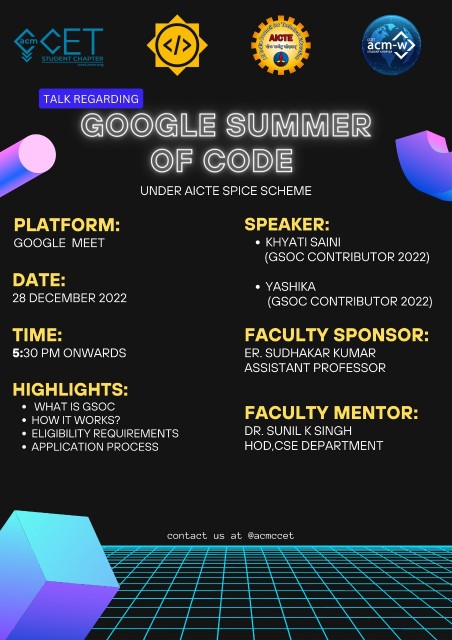 acm CCET
STUDENT CHAPTER
</>
AICTE
CCET
acm-w
STUDENT CHAPTER
TALK REGARDING
GOOGLE SUMMER
OF CODE
UNDER AICTE SPICE SCHEME
PLATFORM:
GOOGLE MEET
DATE:
28 DECEMBER 2022
TIME:
5:30 PM ONWARDS
HIGHLIGHTS:
• WHAT IS GSOC
• HOW IT WORKS?
• ELIGIBILITY REQUIREMENTS
• APPLICATION PROCESS
SPEAKER:
• KHYATI SAINI
(GSOC CONTRIBUTOR 2022)
• YASHIKA
(GSOC CONTRIBUTOR 2022)
FACULTY SPONSOR:
ER. SUDHAKAR KUMAR
ASSISTANT PROFESSOR
FACULTY MENTOR:
DR. SUNIL K SINGH
HOD,CSE DEPARTMENT
contact us at @acmccet